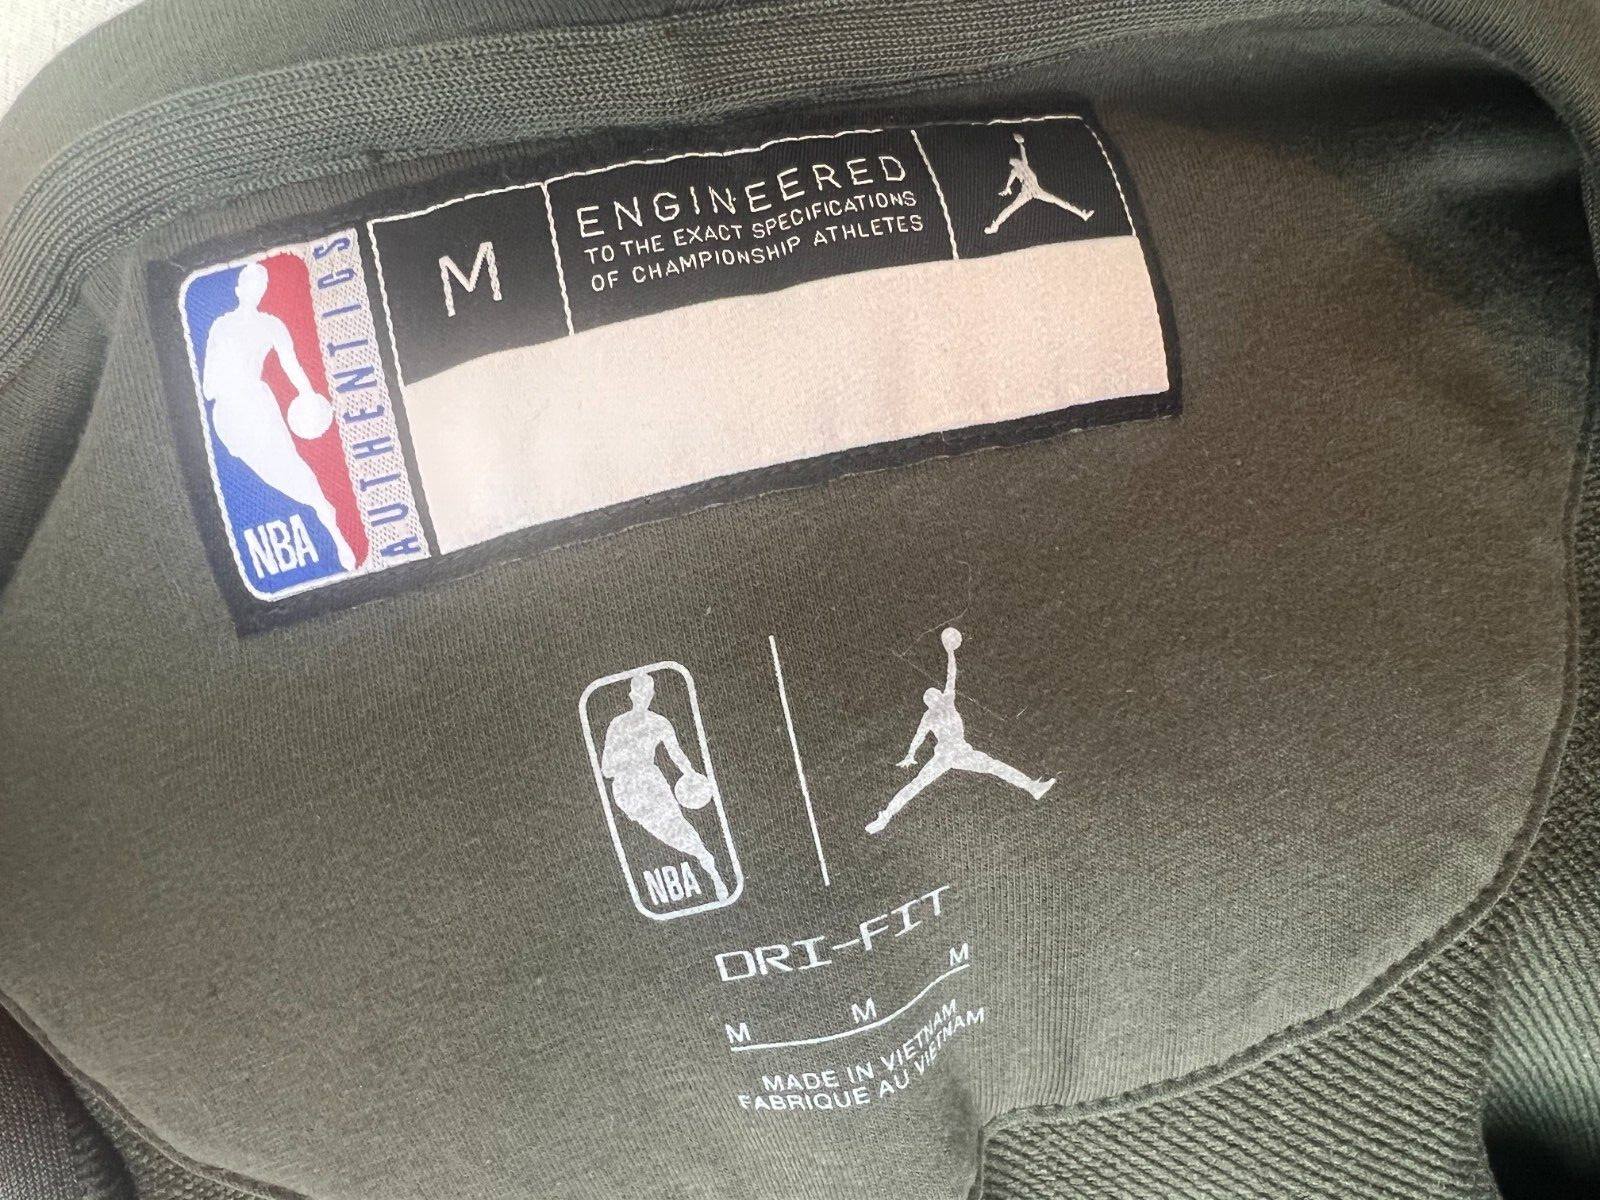 NBA
AUTHENTICS
M
ENGINEERED
TO THE EXACT SPECIFICATIONS
OF CHAMPIONSHIP ATHLETES
NBA
DRI-FIT
M M M
MADE IN VIETNAM
FABRIQUE AU VIETNAM